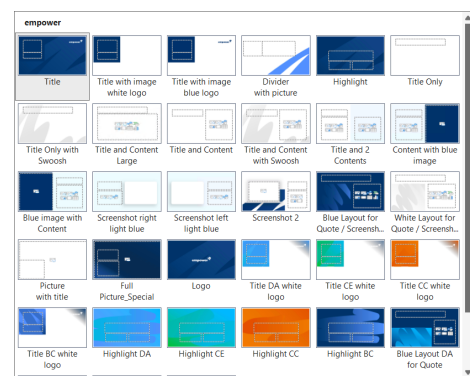 empower
Title
Title with image
white logo
Title with image
blue logo
Divider
with picture
Highlight
Title Only
Title Only with
Swoosh
Title and Content
Large
Title and Content
Title and Content
with Swoosh
Title and 2
Contents
Content with blue
image
Blue image with
Content
Screenshot right
light blue
Screenshot left
light blue
Screenshot 2
Blue Layout for
Quote / Screensh...
White Layout for
Quote / Screensh...
Picture
with title
Full
Picture_Special
Logo
Title DA white
logo
Title CE white
logo
Title CC white
logo
Title BC white
logo
Highlight DA
Highlight CE
Highlight CC
Highlight BC
Blue Layout DA
for Quote